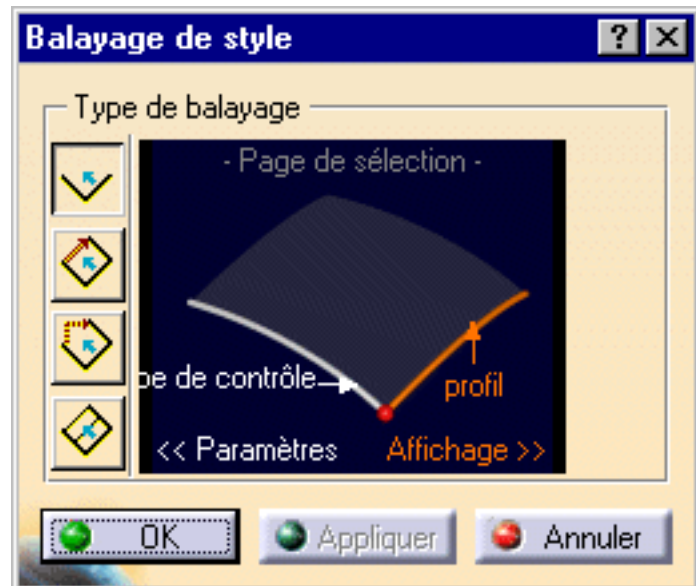 Balayage de style
Type de balayage
- Page de sélection -
pe de contrôle
profil
<< Paramètres Affichage >>
OK Appliquer Annuler